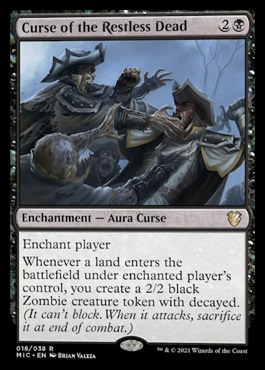 Curse of the Restless Dead 2
Enchantment — Aura Curse
Enchant player
Whenever a land enters the
battlefield under enchanted player's
control, you create a 2/2 black
Zombie creature token with decayed.
(It can't block. When it attacks, sacrifice
it at end of combat.)
018/038 R
MIC • EN Brian Valeza
™ & © 2021 Wizards of the Coast